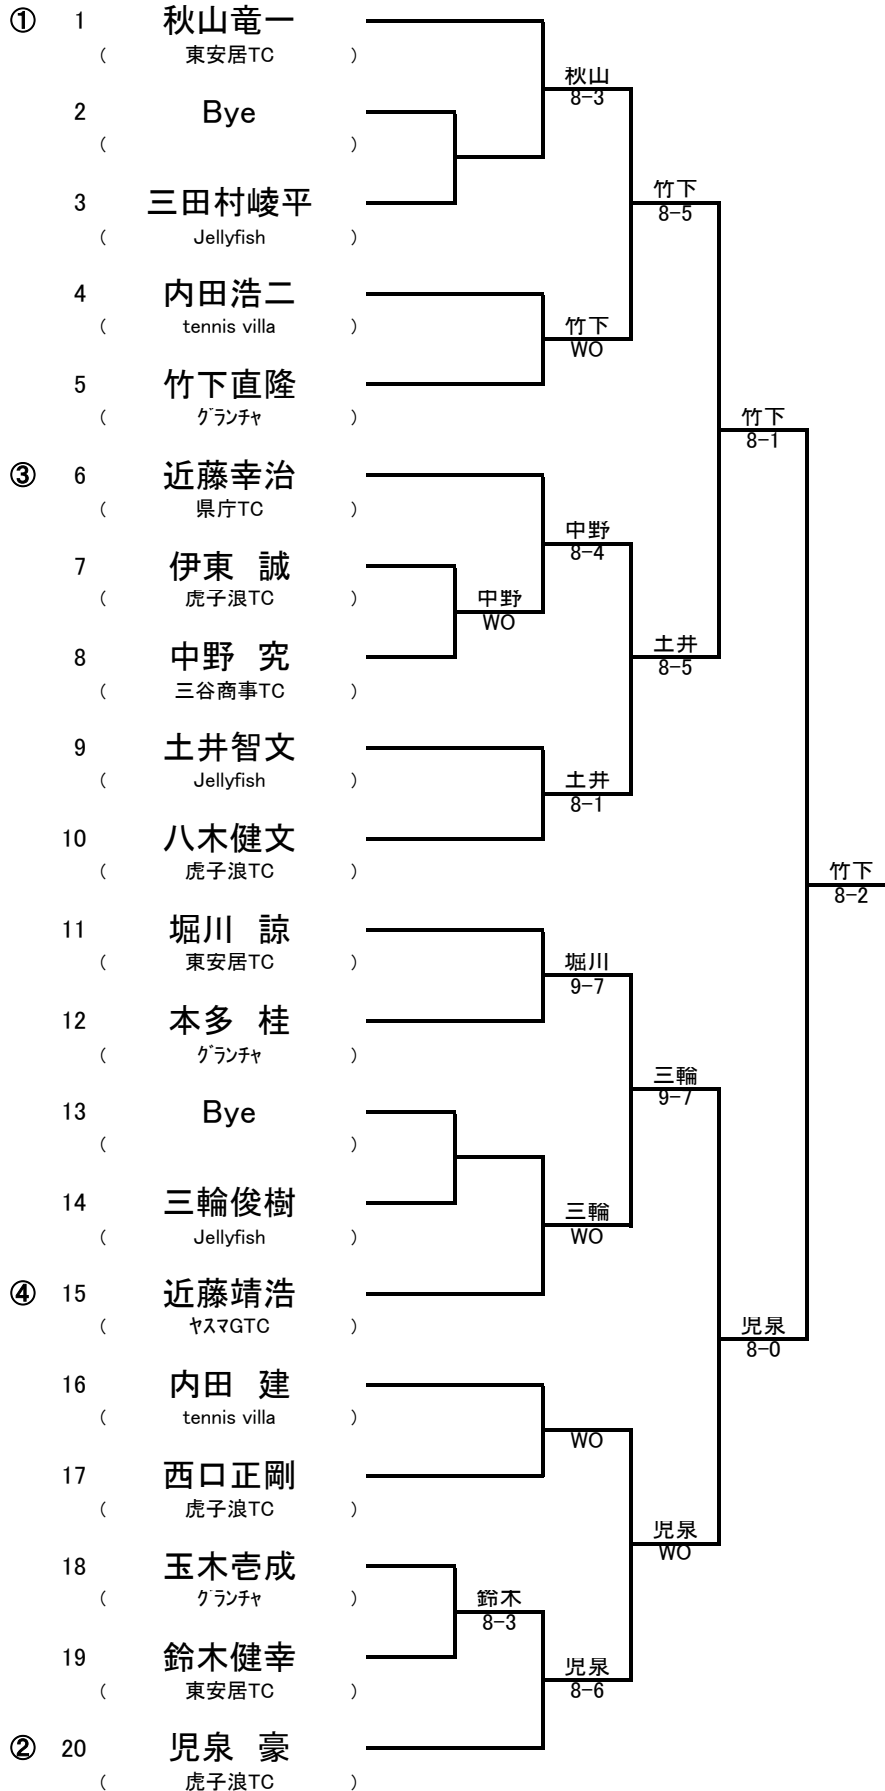 ① 1 秋山竜一
( 東安居TC )
秋山
8-3
2 Bye
( )
竹下
8-5
3 三田村崚平
( Jellyfish )
4 内田浩二
( tennis villa )
竹下
WO
5 竹下直隆
( グランチャ )
竹下
8-1
③ 6 近藤幸治
( 県庁TC )
中野
8-4
7 伊東 誠
( 虎子浪TC )
中野
WO
8 中野 究
( 三谷商事TC )
土井
8-5
9 土井智文
( Jellyfish )
土井
8-1
10 八木健文
( 虎子浪TC )
竹下
8-2
11 堀川 諒
( 東安居TC )
堀川
9-7
12 本多 桂
( グランチャ )
三輪
9-7
13 Bye
( )
14 三輪俊樹
( Jellyfish )
三輪
WO
④ 15 近藤靖浩
( ヤスマGTC )
児泉
8-0
16 内田 建
( tennis villa )
WO
17 西口正剛
( 虎子浪TC )
児泉
WO
18 玉木壱成
( グランチャ )
鈴木
8-3
19 鈴木健幸
( 東安居TC )
児泉
8-6
② 20 児泉 豪
( 虎子浪TC )